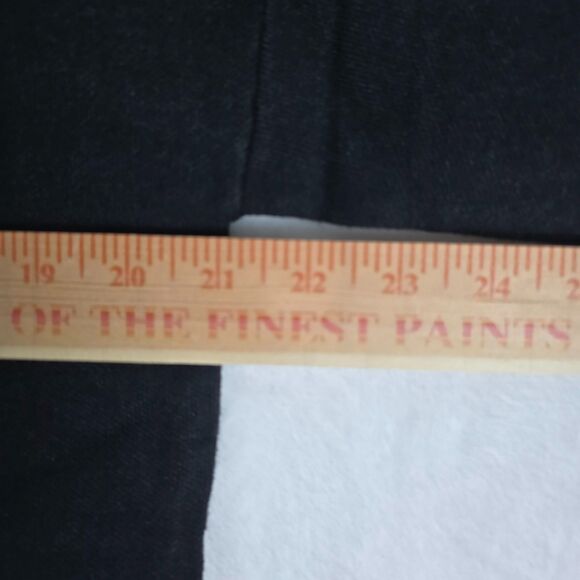 19 20 21 22 23 24
OF THE FINEST PAINTS